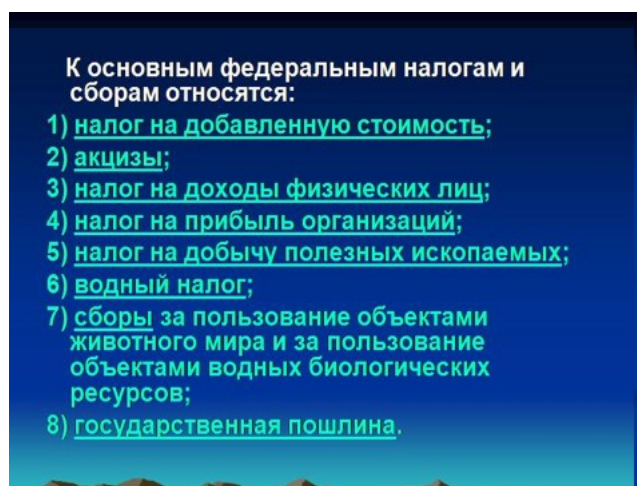 К основным федеральным налогам и
сборам относятся:
1) налог на добавленную стоимость;
2) акцизы;
3) налог на доходы физических лиц;
4) налог на прибыль организаций;
5) налог на добычу полезных ископаемых;
6) водный налог;
7) сборы за пользование объектами
животного мира и за пользование
объектами водных биологических
ресурсов;
8) государственная пошлина.